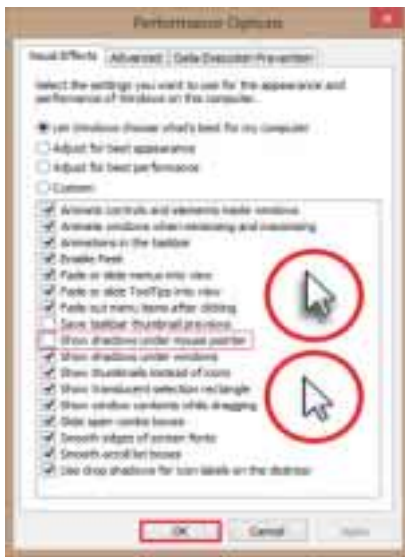 Performance Options
Visual Effects Advanced Data Execution Prevention
Select the settings you want to use for the appearance and
performance of Windows on this computer.
Let Windows choose what's best for my computer
Adjust for best appearance
Adjust for best performance
Custom
Animate controls and elements inside windows
Animate windows when minimizing and maximizing
Animations in the taskbar
Enable Peek
Fade or slide menus into view
Fade or slide ToolTips into view
Fade out menu items after clicking
Save taskbar thumbnail previews
Show shadows under mouse pointer
Show shadows under windows
Show thumbnails instead of icons
Show translucent selection rectangle
Show window contents while dragging
Slide open combo boxes
Smooth edges of screen fonts
Smooth-scroll list boxes
Use drop shadows for icon labels on the desktop
OK Cancel Apply